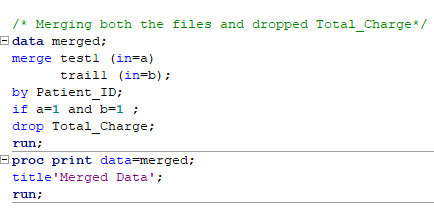 /* Merging both the files and dropped Total_Charge*/
data merged;
merge test1 (in=a)
trail1 (in=b);
by Patient_ID;
if a=1 and b=1 ;
drop Total_Charge;
run;
proc print data=merged;
title'Merged Data';
run;